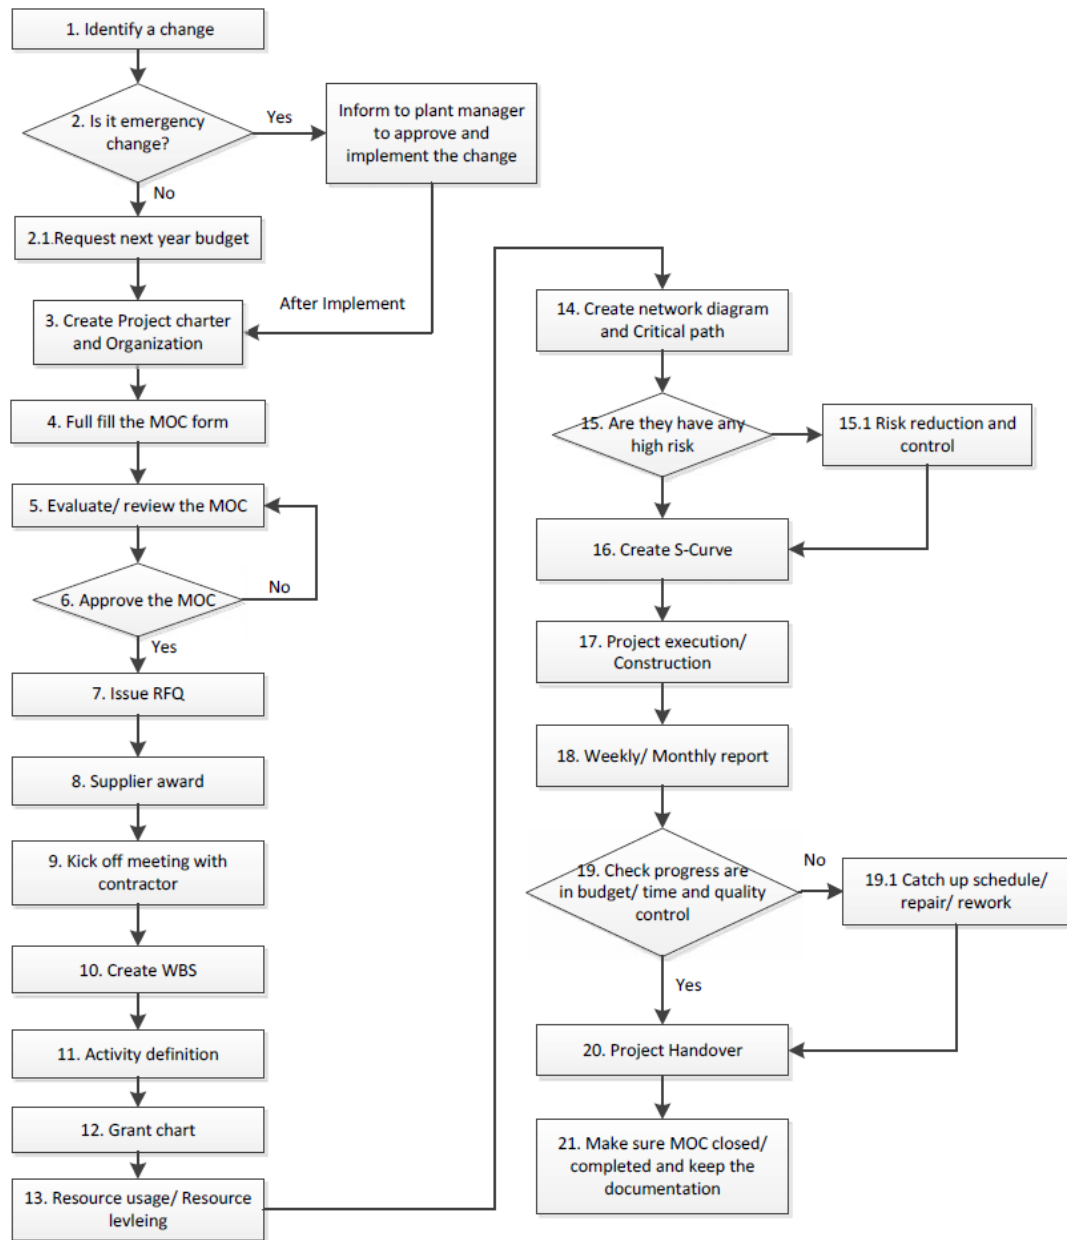 1. Identify a change
2. Is it emergency
change?
Yes
Inform to plant manager
to approve and
implement the change
No
2.1.Request next year budget
After Implement
3. Create Project charter
and Organization
4. Full fill the MOC form
5. Evaluate/ review the MOC
6. Approve the MOC
No
Yes
7. Issue RFQ
8. Supplier award
9. Kick off meeting with
contractor
10. Create WBS
11. Activity definition
12. Grant chart
13. Resource usage/ Resource
levleing
14. Create network diagram
and Critical path
15. Are they have any
high risk
15.1 Risk reduction and
control
16. Create S-Curve
17. Project execution/
Construction
18. Weekly/ Monthly report
19. Check progress are
in budget/ time and quality
control
No
19.1 Catch up schedule/
repair/ rework
Yes
20. Project Handover
21. Make sure MOC closed/
completed and keep the
documentation